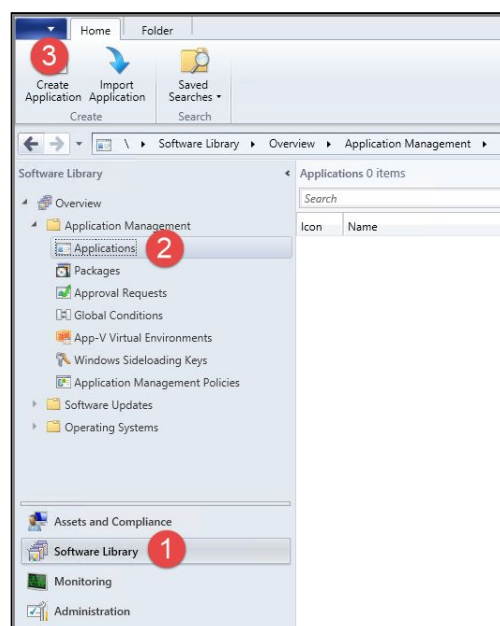 Home Folder
3
Create Application
Import Application
Saved Searches
Create
Search
\ Software Library Overview Application Management
Software Library
Applications 0 items
Search
Icon Name
Overview
Application Management
Applications 2
Packages
Approval Requests
Global Conditions
App-V Virtual Environments
Windows Sideloading Keys
Application Management Policies
Software Updates
Operating Systems
Assets and Compliance
Software Library 1
Monitoring
Administration